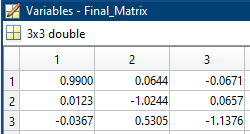 Variables - Final_Matrix
3x3 double
1 2 3
1 0.9900 0.0644 -0.0671
2 0.0123 -1.0244 0.0657
3 -0.0367 0.5305 -1.1376